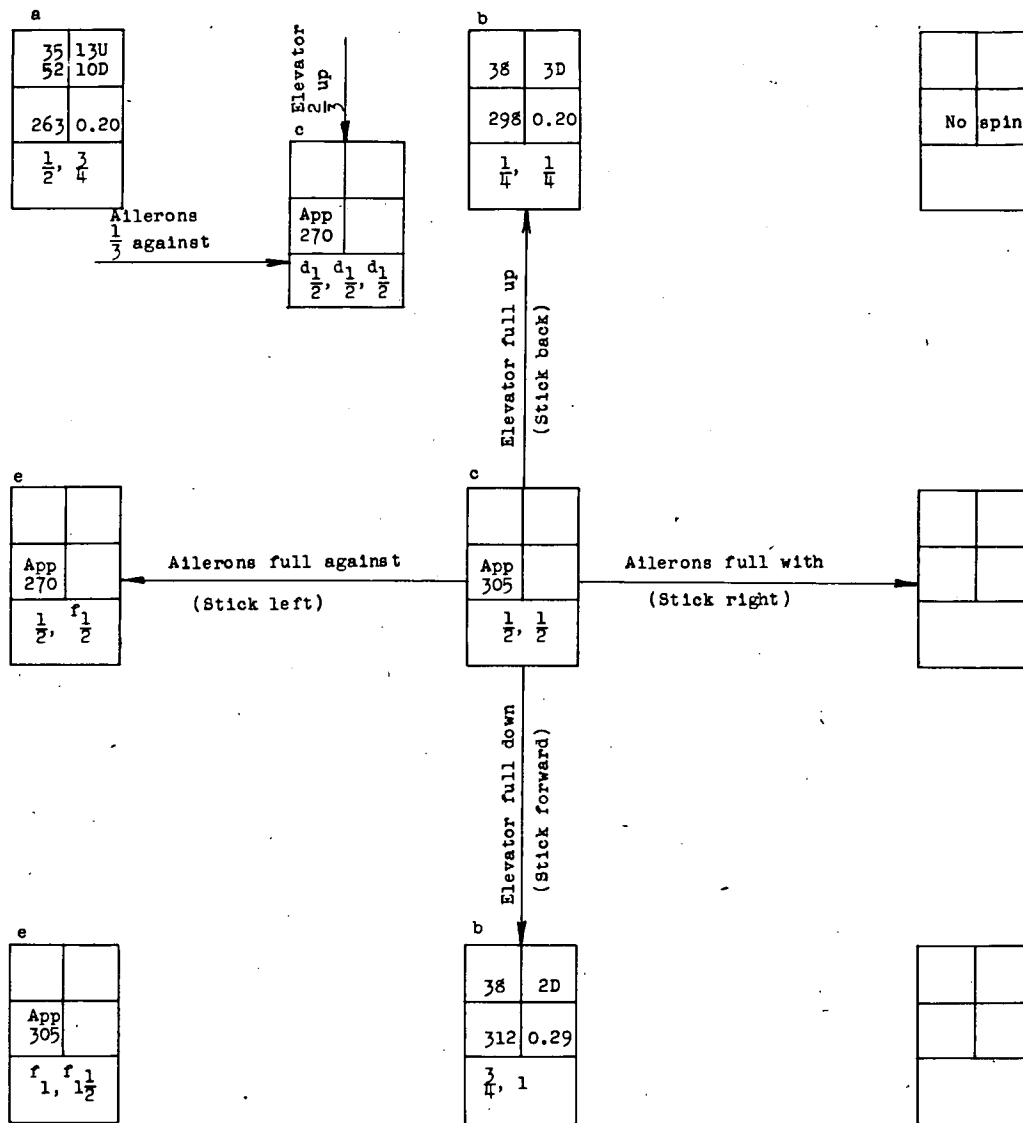 a
35 13U
52 10D
263 0.20
1/2, 3/4
Elevator
2/3 up
c
App
270
d1/2, d1/2, d1/2
Ailerons
1/3 against
b
38 3D
298 0.20
1/4, 1/4
No spin
Elevator full up
(Stick back)
e
App
270
1/2, f1/2
Ailerons full against
(Stick left)
c
App
305
1/2, 1/2
Ailerons full with
(Stick right)
Elevator full down
(Stick forward)
e
App
305
f1, f1 1/2
b
38 2D
312 0.29
3/4, 1